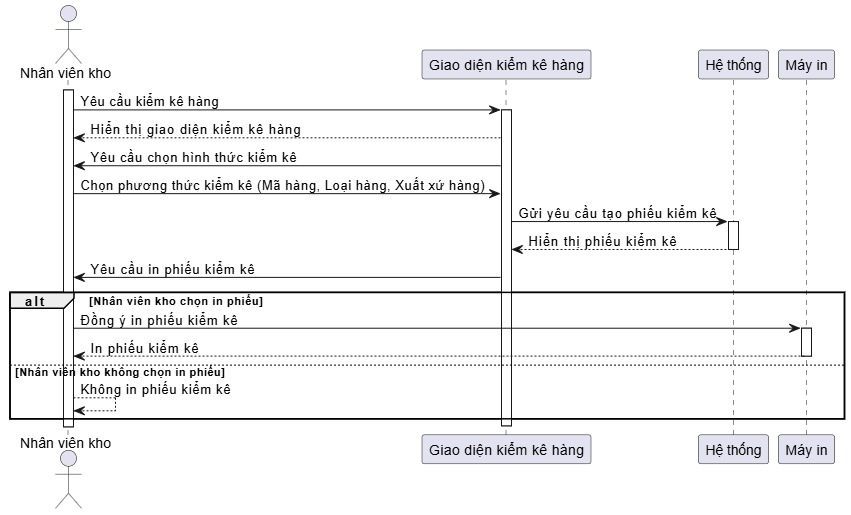 Nhân viên kho
Giao diện kiểm kê hàng
Hệ thống
Máy in
Yêu cầu kiểm kê hàng
Hiển thị giao diện kiểm kê hàng
Yêu cầu chọn hình thức kiểm kê
Chọn phương thức kiểm kê (Mã hàng, Loại hàng, Xuất xứ hàng)
Gửi yêu cầu tạo phiếu kiểm kê
Hiển thị phiếu kiểm kê
Yêu cầu in phiếu kiểm kê
alt
[Nhân viên kho chọn in phiếu]
Đồng ý in phiếu kiểm kê
In phiếu kiểm kê
[Nhân viên kho không chọn in phiếu]
Không in phiếu kiểm kê
Nhân viên kho
Giao diện kiểm kê hàng
Hệ thống
Máy in